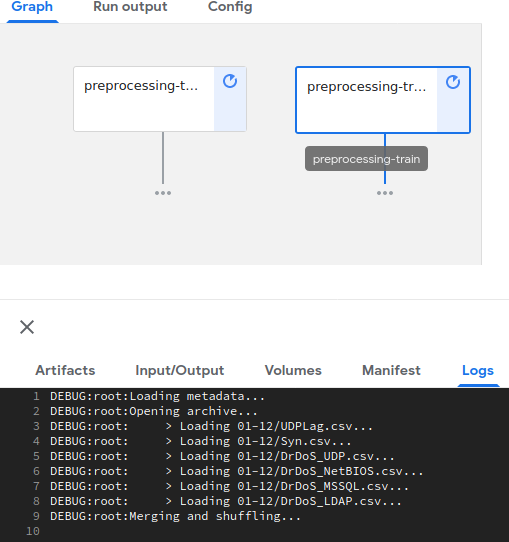 Graph Run output Config
preprocessing-t... preprocessing-tr...
preprocessing-train
Artifacts Input/Output Volumes Manifest Logs
1 DEBUG:root:Loading metadata...
2 DEBUG:root:Opening archive...
3 DEBUG:root: > Loading 01-12/UDPLag.csv...
4 DEBUG:root: > Loading 01-12/Syn.csv...
5 DEBUG:root: > Loading 01-12/DrDoS_UDP.csv...
6 DEBUG:root: > Loading 01-12/DrDoS_NetBIOS.csv...
7 DEBUG:root: > Loading 01-12/DrDoS_MSSQL.csv...
8 DEBUG:root: > Loading 01-12/DrDoS_LDAP.csv...
9 DEBUG:root:Merging and shuffling...
10